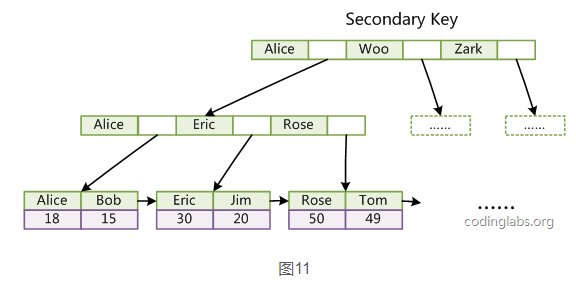 Secondary Key
Alice Woo Zark
Alice Eric Rose
...... ......
Alice Bob Eric Jim Rose Tom
18 15 30 20 50 49
......
codinglabs.org
图11